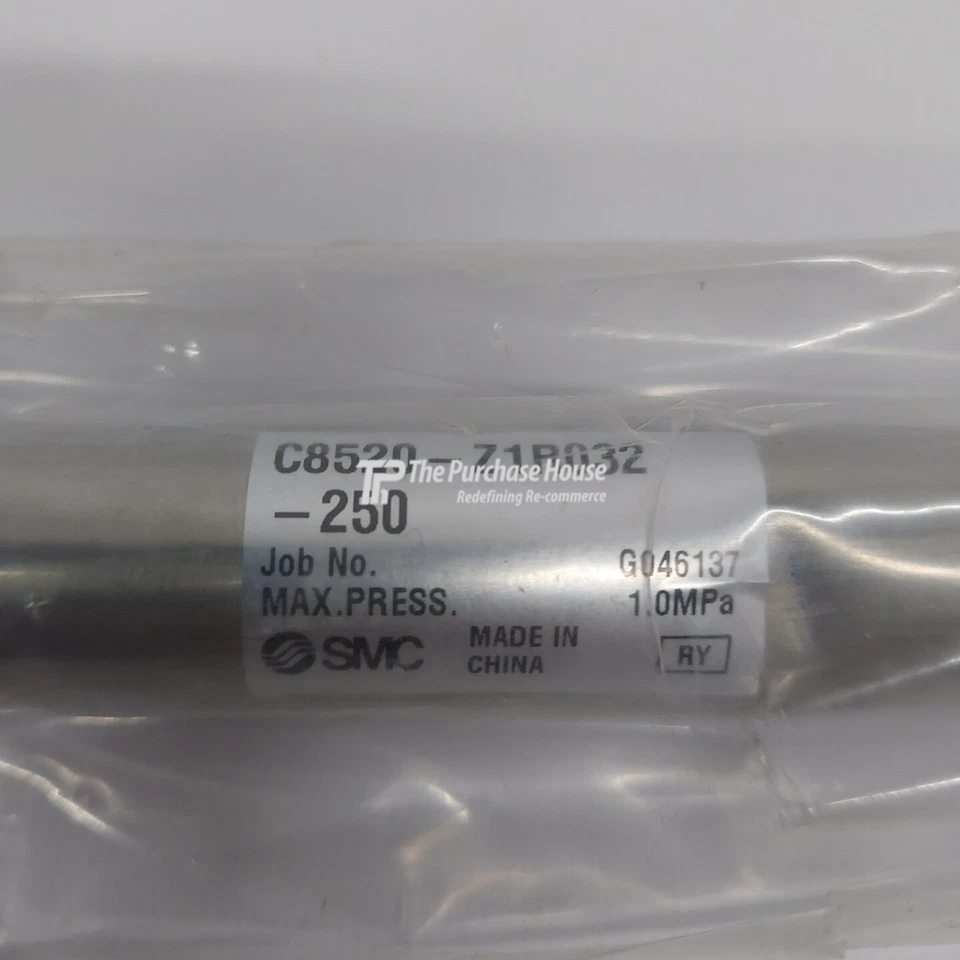 C8520-Z1B032
-250
The Purchase House
Redefining Re-commerce
Job No. G046137
MAX.PRESS. 1.0MPa
SMC MADE IN
CHINA
RY